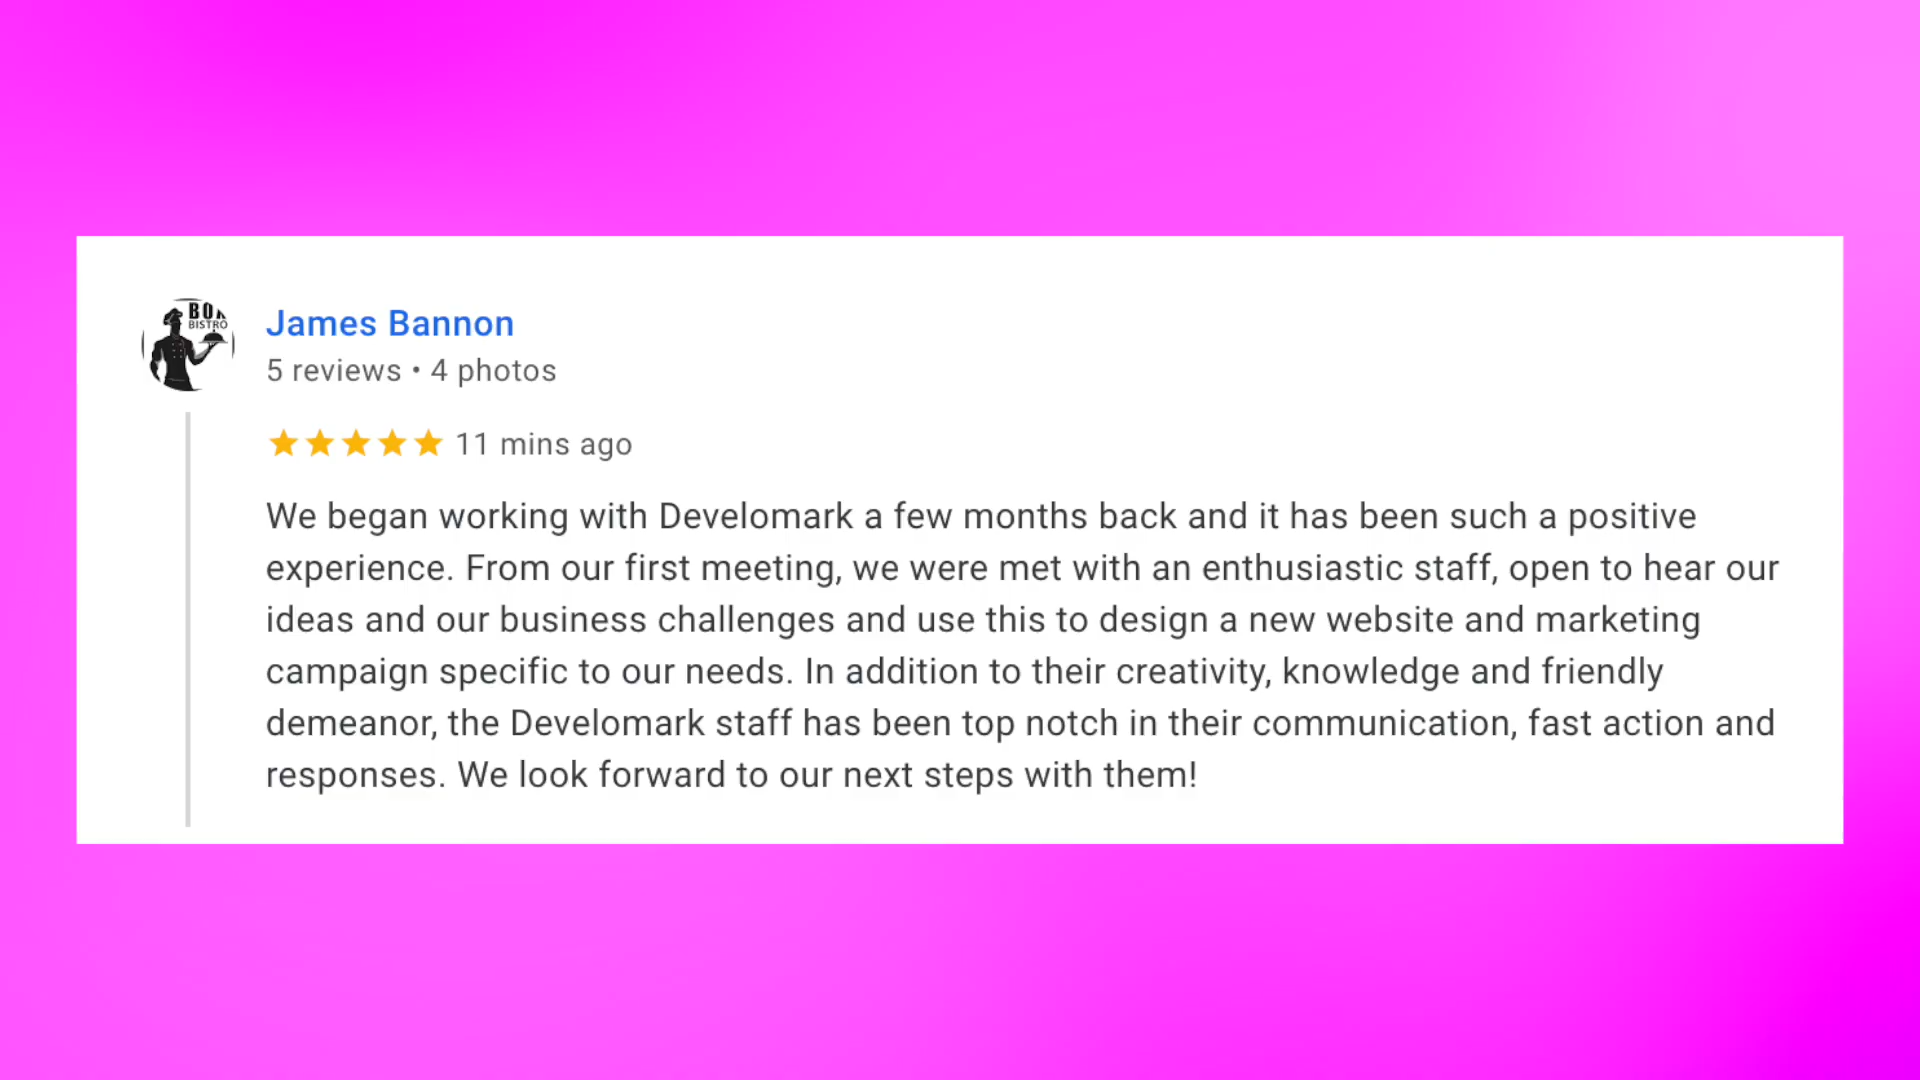 BISTRO
James Bannon
5 reviews • 4 photos
11 mins ago
We began working with Develomark a few months back and it has been such a positive
experience. From our first meeting, we were met with an enthusiastic staff, open to hear our
ideas and our business challenges and use this to design a new website and marketing
campaign specific to our needs. In addition to their creativity, knowledge and friendly
demeanor, the Develomark staff has been top notch in their communication, fast action and
responses. We look forward to our next steps with them!